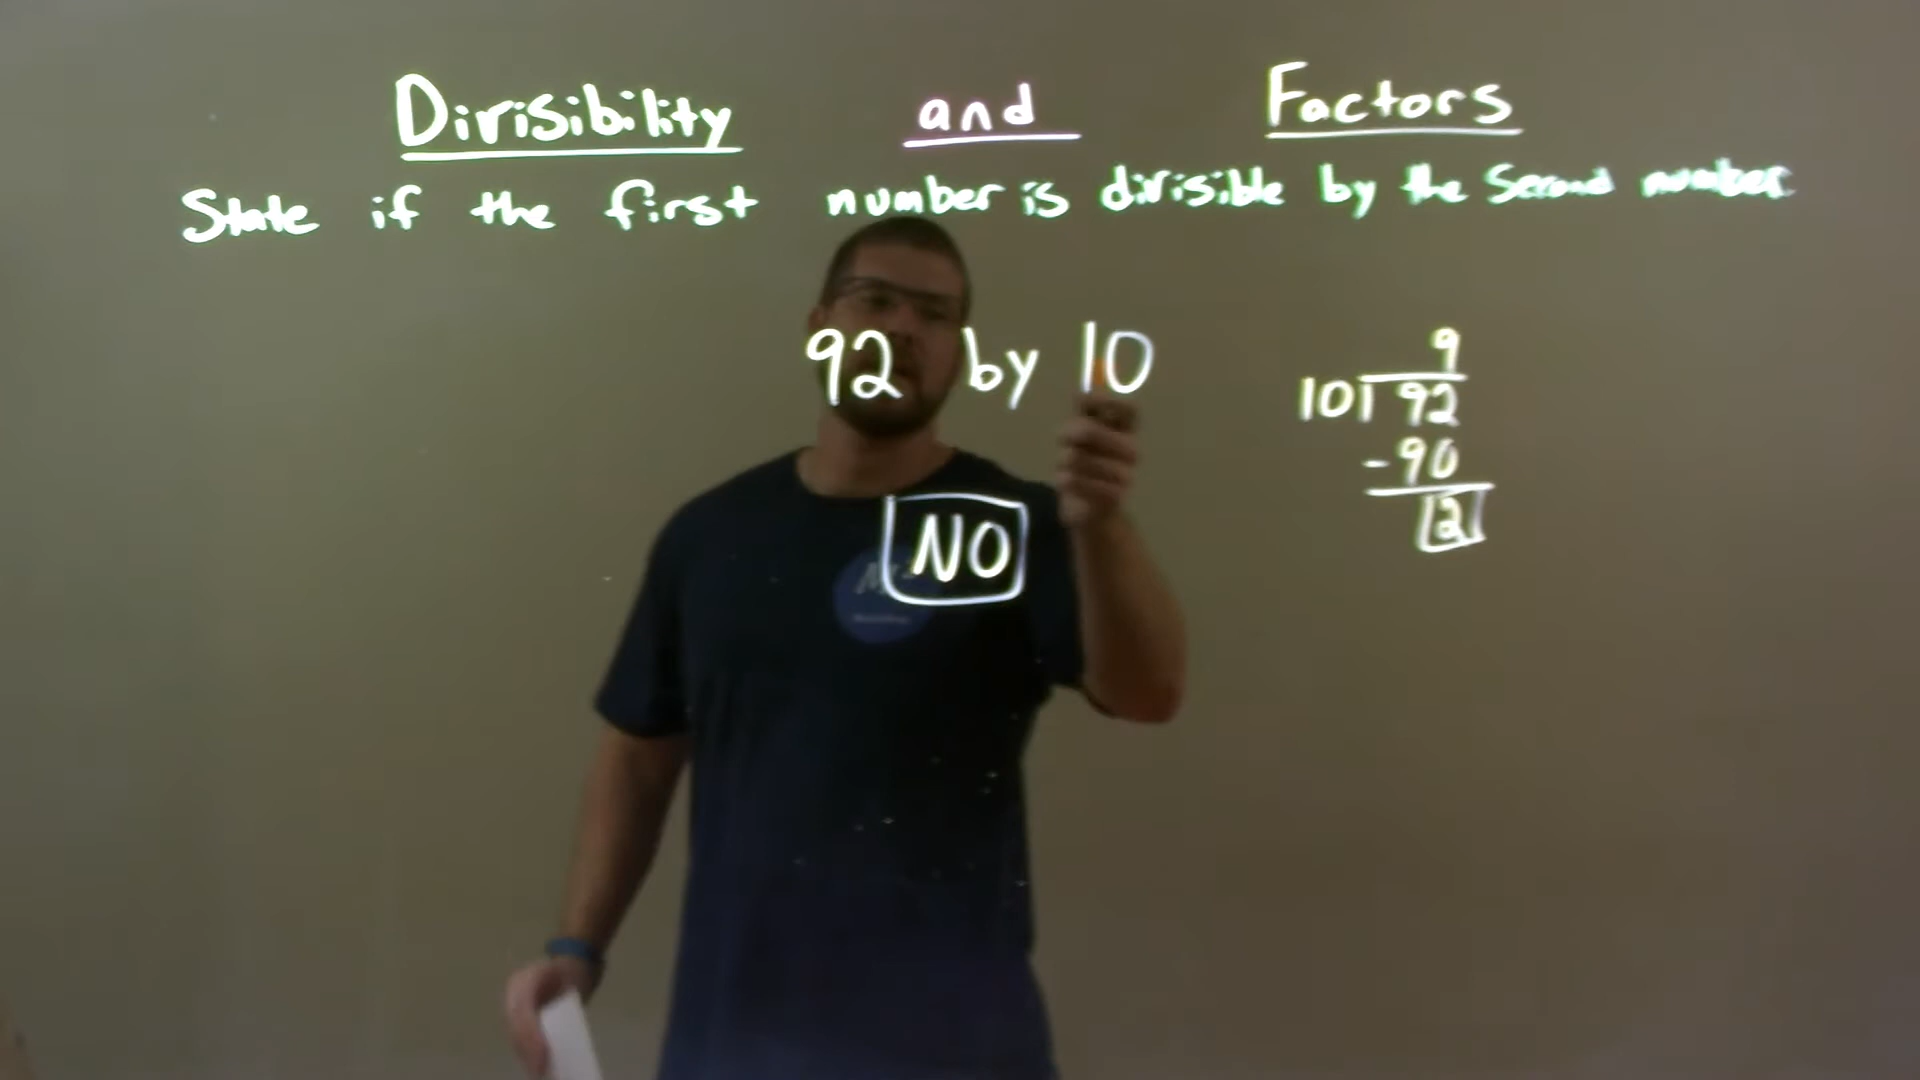 Divisibility and Factors
State if the first number is divisible by the Second number
92 by 10
NO
9
10 92
-90
2